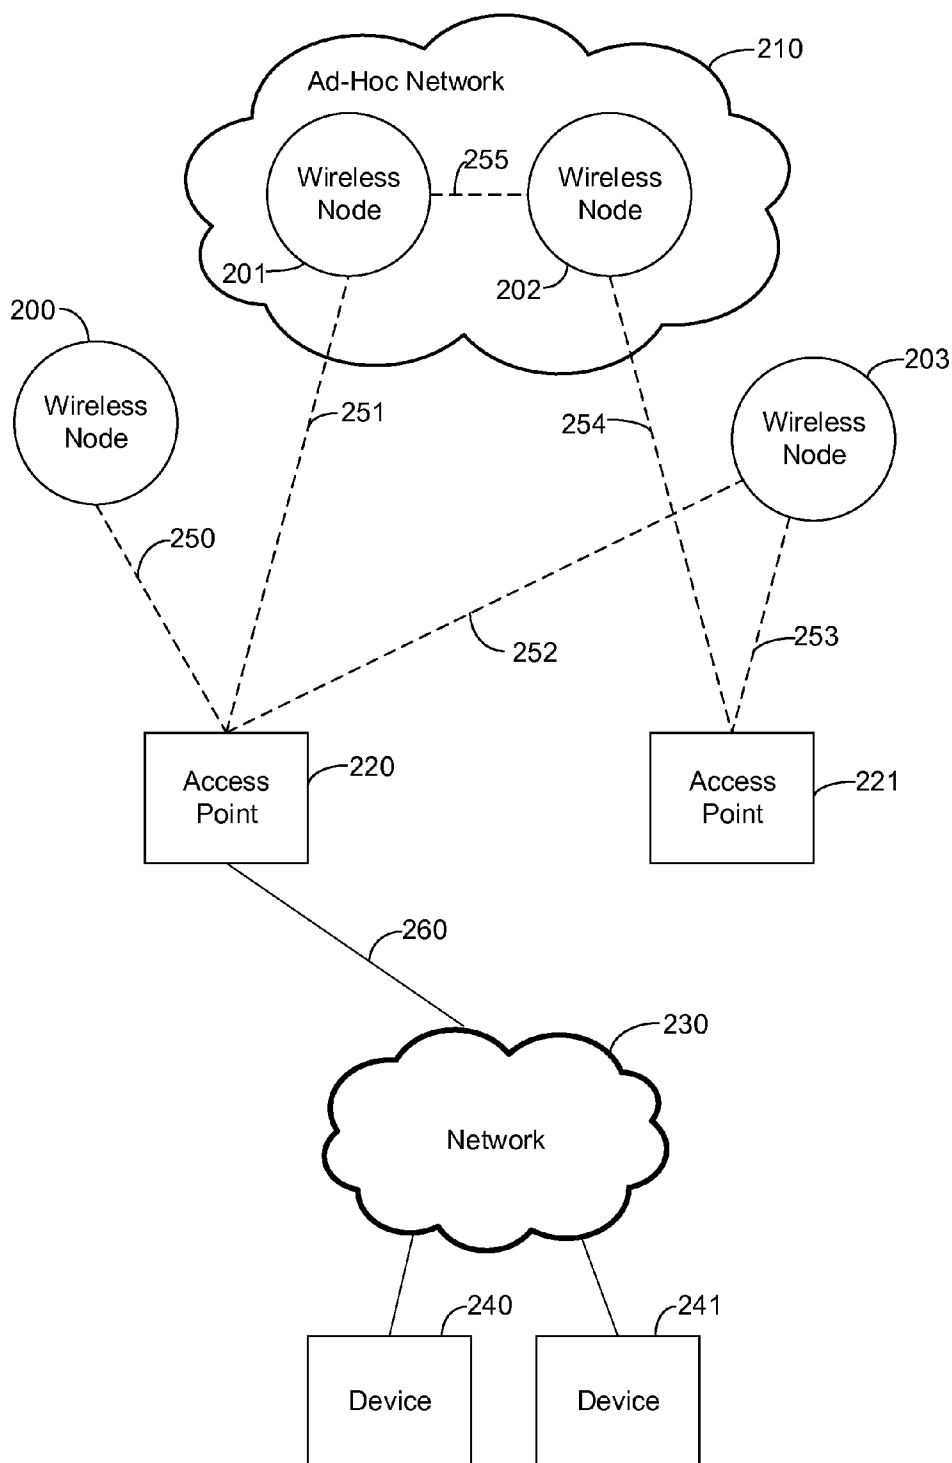 210
Ad-Hoc Network
255
Wireless
Node
Wireless
Node
201
202
200
203
Wireless
Node
251
254
Wireless
Node
250
252
253
Access
Point
220
Access
Point
221
260
230
Network
240
241
Device
Device